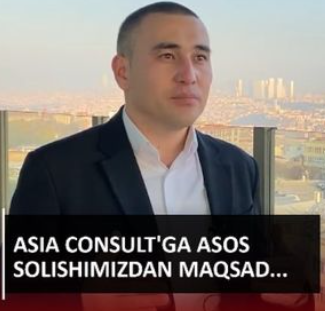 ASIA CONSULT'GA ASOS
SOLISHIMIZDAN MAQSAD...